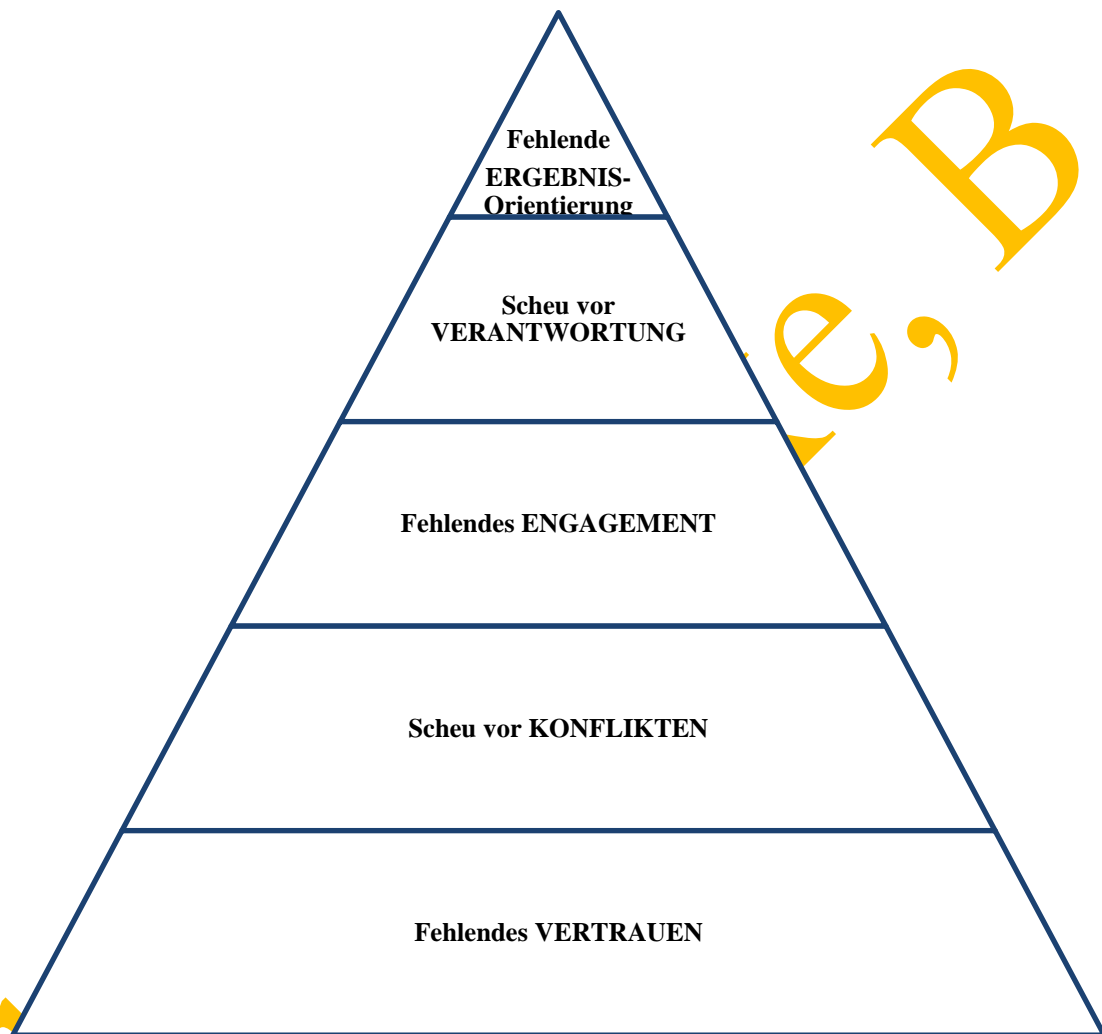 Fehlende
ERGEBNIS-
Orientierung
Scheu vor
VERANTWORTUNG
Fehlendes ENGAGEMENT
Scheu vor KONFLIKTEN
Fehlendes VERTRAUEN
e, B